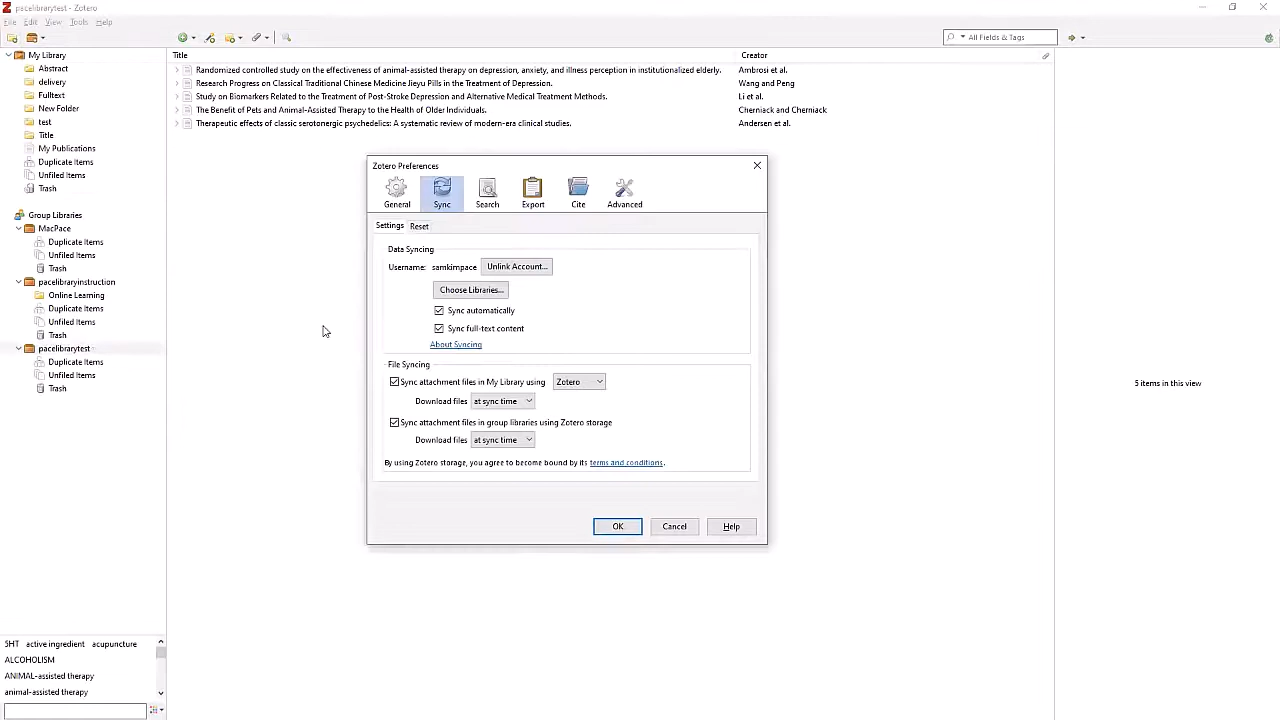 pscelibrarytest - Zotero
File Edit View Tools Help
All Fields & Tags
My Library
Abstract
delivery
Fulltext
New Folder
test
Title
My Publications
Duplicate Items
Unfiled Items
Trash
Group Libraries
MacPace
Duplicate Items
Unfiled Items
Trash
pacelibraryinstruction
Online Learning
Duplicate Items
Unfiled Items
Trash
pacelibrarytest
Duplicate Items
Unfiled Items
Trash
5HT active ingredient acupuncture
ALCOHOLISM
ANIMAL-assisted therapy
animal-assisted therapy
Title Creator
Randomized controlled study on the effectiveness of animal-assisted therapy on depression, anxiety, and illness perception in institutionalized elderly. Ambrosi et al.
Research Progress on Classical Traditional Chinese Medicine Jieyu Pills in the Treatment of Depression. Wang and Peng
Study on Biomarkers Related to the Treatment of Post-Stroke Depression and Alternative Medical Treatment Methods. Li et al.
The Benefit of Pets and Animal-Assisted Therapy to the Health of Older Individuals. Cherniack and Cherniack
Therapeutic effects of classic serotonergic psychedelics: A systematic review of modern-era clinical studies. Andersen et al.
Zotero Preferences
General Sync Search Export Cite Advanced
Settings Reset
Data Syncing
Username: samkimpace Unlink Account...
Choose Libraries...
Sync automatically
Sync full-text content
About Syncing
File Syncing
Sync attachment files in My Library using Zotero
Download files at sync time
Sync attachment files in group libraries using Zotero storage
Download files at sync time
By using Zotero storage, you agree to become bound by its terms and conditions.
OK Cancel Help
5 items in this view